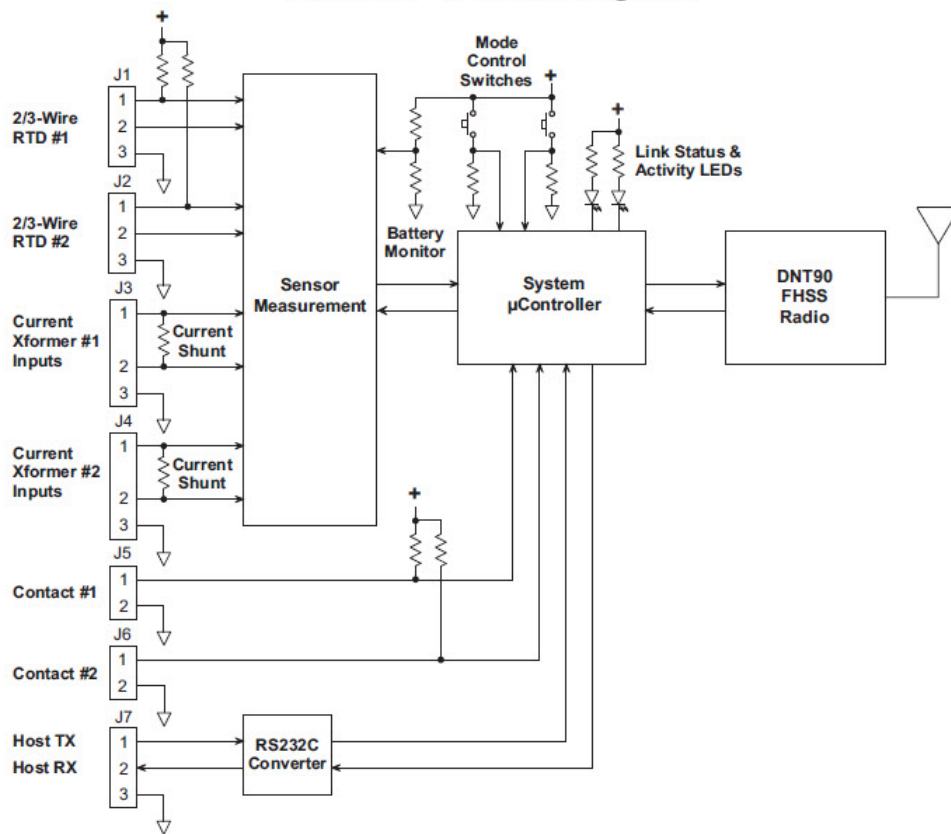 Mode
Control
Switches
J1
1
2
3
2/3-Wire
RTD #1
J2
1
2
3
2/3-Wire
RTD #2
J3
1
2
3
Current
Xformer #1
Inputs
Current
Shunt
J4
1
2
3
Current
Xformer #2
Inputs
Current
Shunt
J5
1
2
Contact #1
J6
1
2
Contact #2
J7
1
2
3
Host TX
Host RX
Sensor
Measurement
Battery
Monitor
Link Status &
Activity LEDs
System
µController
DNT90
FHSS
Radio
RS232C
Converter